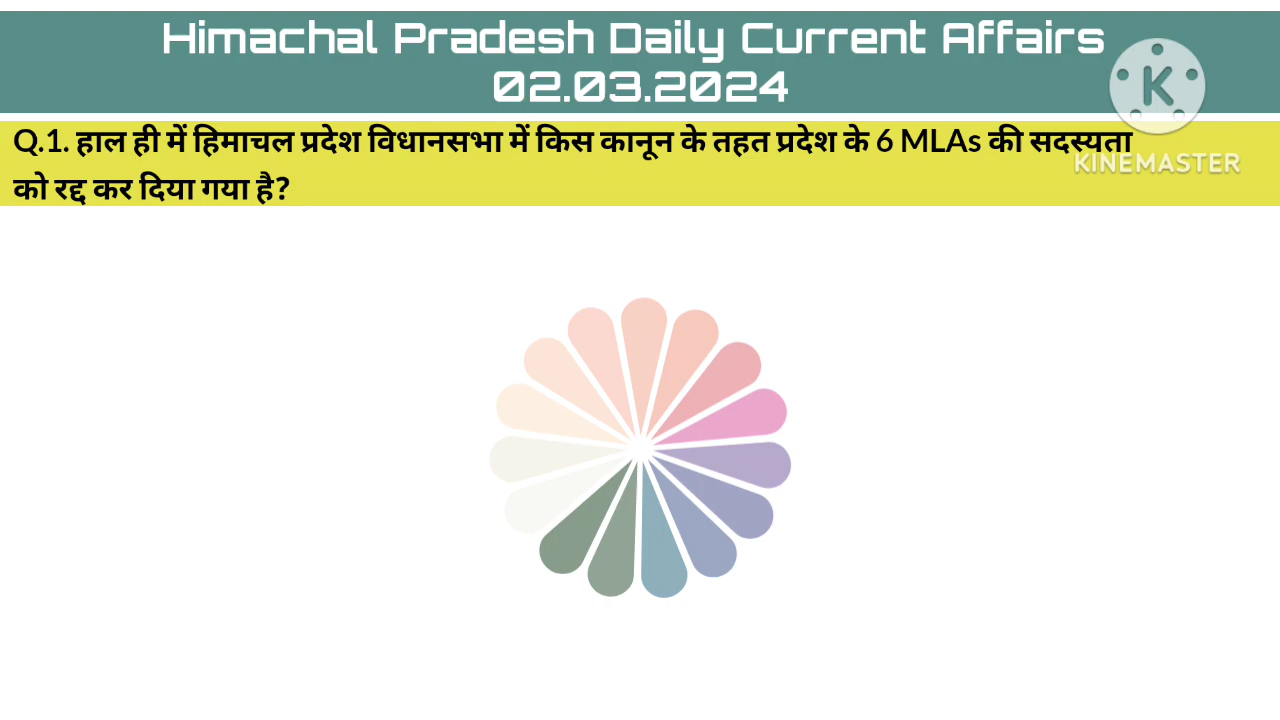 Himachal Pradesh Daily Current Affairs
02.03.2024
K
KINEMASTER
Q.1. हाल ही में हिमाचल प्रदेश विधानसभा में किस कानून के तहत प्रदेश के 6 MLAs की सदस्यता
को रद्द कर दिया गया है?